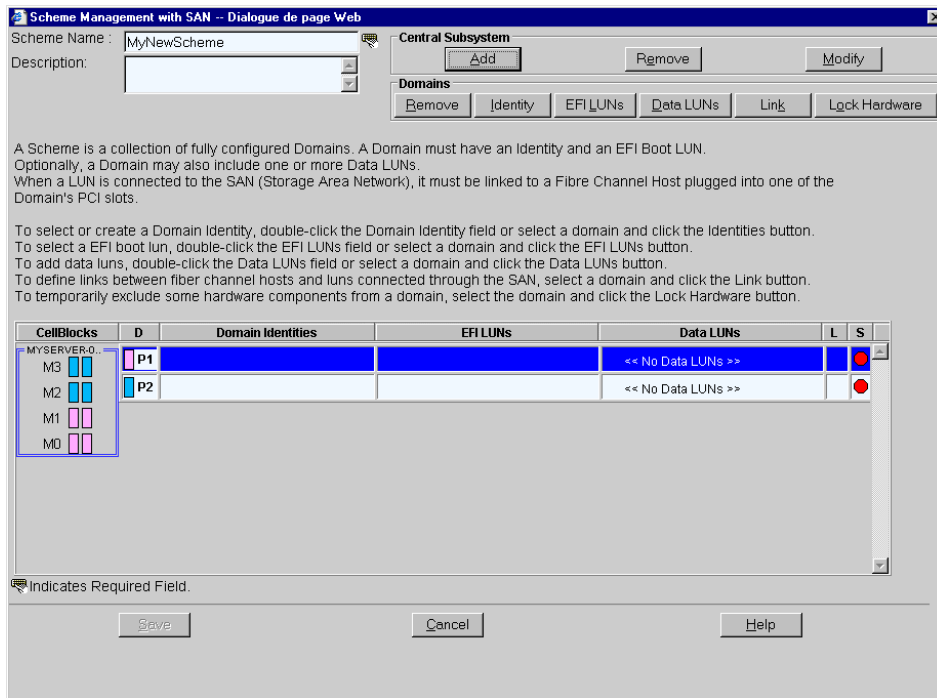 Scheme Management with SAN -- Dialogue de page Web
Scheme Name :
MyNewScheme
Description:
Central Subsystem
Add
Remove
Modify
Domains
Remove
Identity
EFI LUNs
Data LUNs
Link
Lock Hardware
A Scheme is a collection of fully configured Domains. A Domain must have an Identity and an EFI Boot LUN.
Optionally, a Domain may also include one or more Data LUNs.
When a LUN is connected to the SAN (Storage Area Network), it must be linked to a Fibre Channel Host plugged into one of the
Domain's PCI slots.
To select or create a Domain Identity, double-click the Domain Identity field or select a domain and click the Identities button.
To select a EFI boot lun, double-click the EFI LUNs field or select a domain and click the EFI LUNs button.
To add data luns, double-click the Data LUNs field or select a domain and click the Data LUNs button.
To define links between fiber channel hosts and luns connected through the SAN, select a domain and click the Link button.
To temporarily exclude some hardware components from a domain, select the domain and click the Lock Hardware button.
CellBlocks D Domain Identities EFI LUNs Data LUNs L S
MYSERVER-0..
P1 << No Data LUNs >>
M3
P2 << No Data LUNs >>
M2
M1
M0
Indicates Required Field.
Save
Cancel
Help